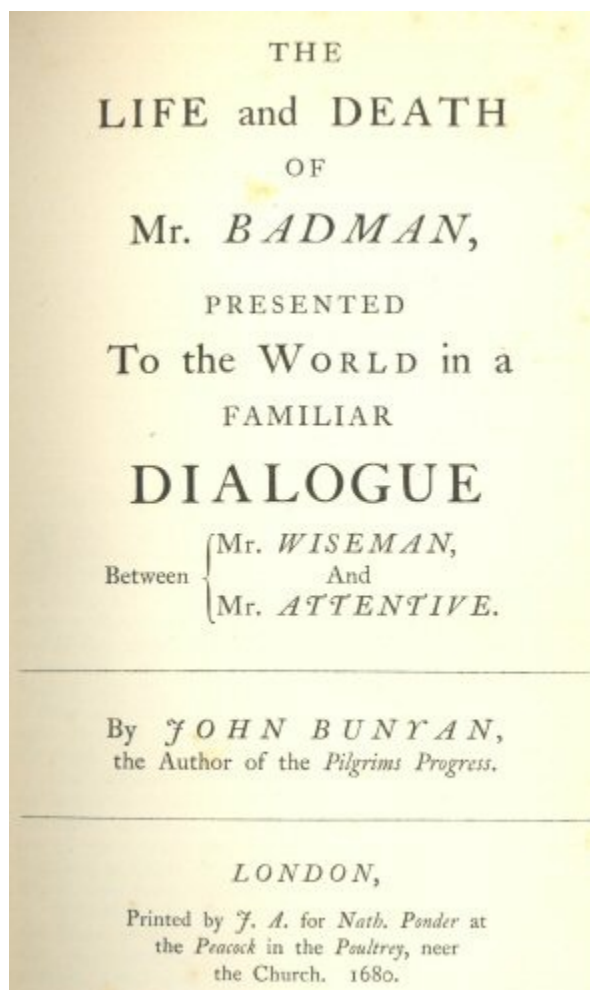 THE
LIFE and DEATH
OF
Mr. BADMAN,
PRESENTED
To the WORLD in a
FAMILIAR
DIALOGUE
Between
Mr. WISEMAN,
And
Mr. ATTENTIVE.
By JOHN BUNYAN,
the Author of the Pilgrims Progress.
LONDON,
Printed by J. A. for Nath. Ponder at
the Peacock in the Poultrey, neer
the Church. 1680.